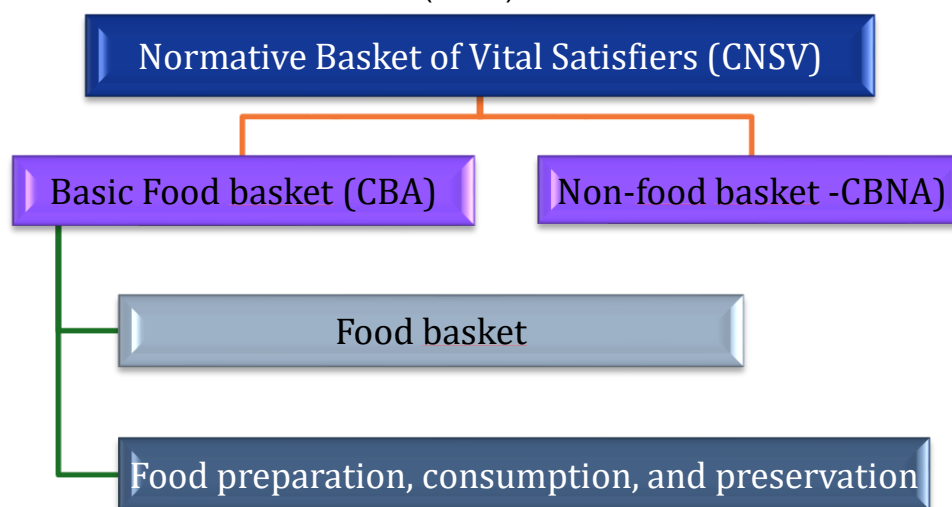 Normative Basket of Vital Satisfiers (CNSV)
Basic Food basket (CBA)
Non-food basket -CBNA)
Food basket
Food preparation, consumption, and preservation